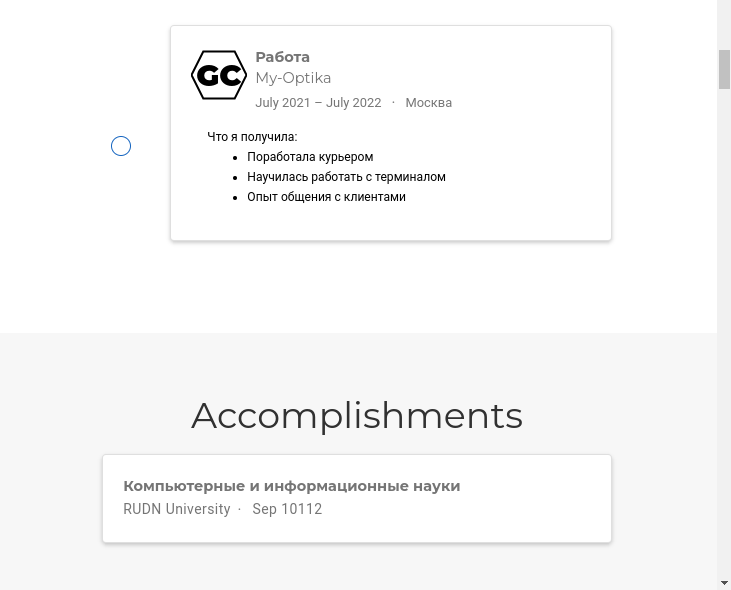 GC
Работа
My-Optika
July 2021 – July 2022 · Москва
Что я получила:
• Поработала курьером
• Научилась работать с терминалом
• Опыт общения с клиентами
Accomplishments
Компьютерные и информационные науки
RUDN University · Sep 10112